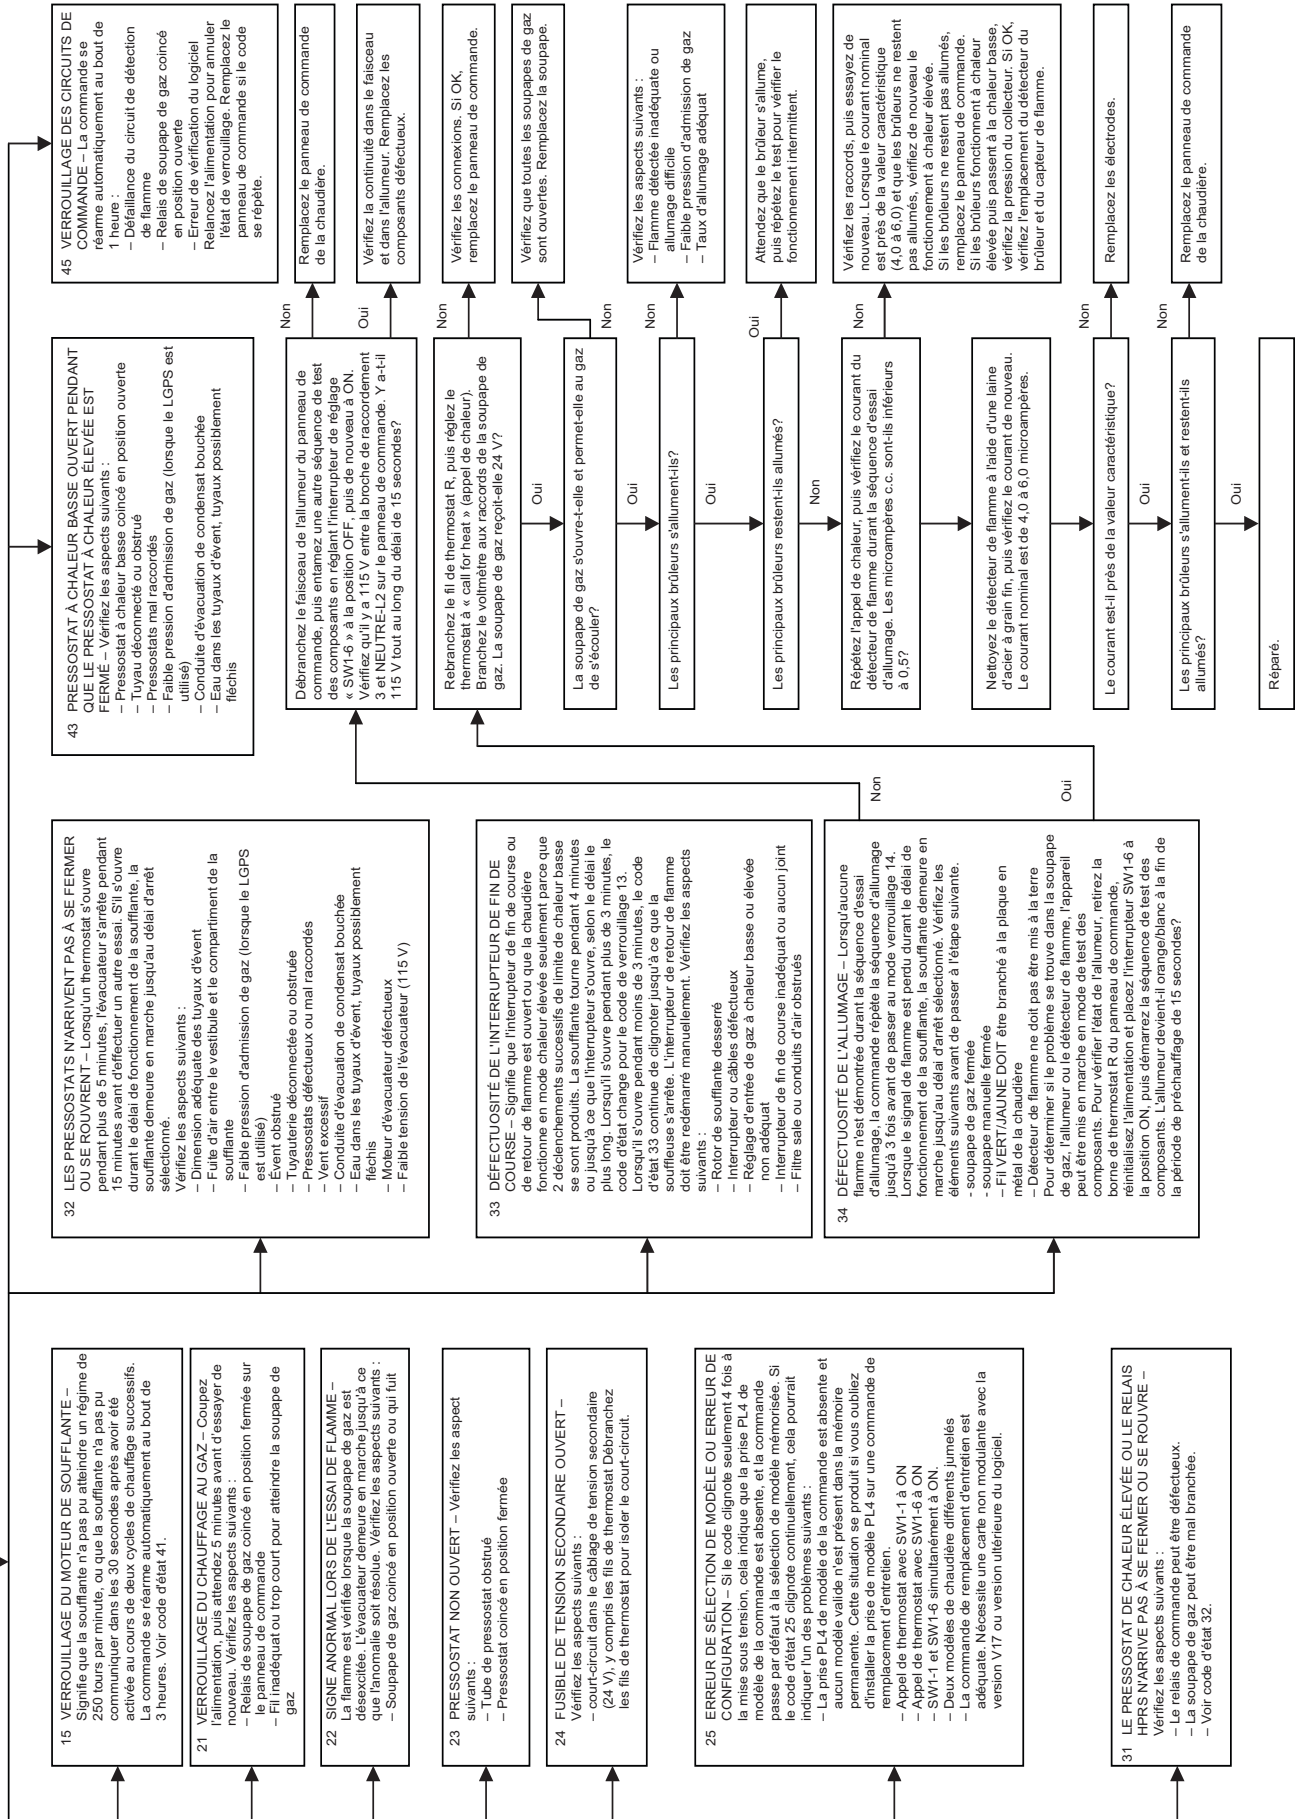 15 VERROUILLAGE DU MOTEUR DE SOUFFLANTE –
Signifie que la soufflante n'a pas pu atteindre un régime de
250 tours par minute, ou que la soufflante n'a pas pu
communiquer dans les 30 secondes après avoir été
activée au cours de deux cycles de chauffage successifs.
La commande se réarme automatiquement au bout de
3 heures. Voir code d'état 41.
21 VERROUILLAGE DU CHAUFFAGE AU GAZ – Coupez
l'alimentation, puis attendez 5 minutes avant d'essayer de
nouveau. Vérifiez les aspects suivants :
– Relais de soupape de gaz coincé en position fermée sur
le panneau de commande
– Fil inadéquat ou trop court pour atteindre la soupape de
gaz
22 SIGNE ANORMAL LORS DE L'ESSAI DE FLAMME –
La flamme est vérifiée lorsque la soupape de gaz est
désexcitée. L'évacuateur demeure en marche jusqu'à ce
que l'anomalie soit résolue. Vérifiez les aspects suivants :
– Soupape de gaz coincé en position ouverte ou qui fuit
23 PRESSOSTAT NON OUVERT – Vérifiez les aspect
suivants :
– Tube de pressostat obstrué
– Pressostat coincé en position fermée
24 FUSIBLE DE TENSION SECONDAIRE OUVERT –
Vérifiez les aspects suivants :
– court-circuit dans le câblage de tension secondaire
(24 V), y compris les fils de thermostat Débranchez
les fils de thermostat pour isoler le court-circuit.
25 ERREUR DE SÉLECTION DE MODÈLE OU ERREUR DE
CONFIGURATION – Si le code clignote seulement 4 fois à
la mise sous tension, cela indique que la prise PL4 de
modèle de la commande est absente, et la commande
passe par défaut à la sélection de modèle mémorisée. Si
le code d'état 25 clignote continuellement, cela pourrait
indiquer l'un des problèmes suivants :
– La prise PL4 de modèle de la commande est absente et
aucun modèle valide n'est présent dans la mémoire
permanente. Cette situation se produit si vous oubliez
d'installer la prise de modèle PL4 sur une commande de
remplacement d'entretien.
– Appel de thermostat avec SW1-1 à ON
– Appel de thermostat avec SW1-6 à ON
– SW1-1 et SW1-6 simultanément à ON.
– Deux modèles de chaudière différents jumelés
– La commande de remplacement d'entretien est
adéquate. Nécessite une carte non modulante avec la
version V17 ou version ultérieure du logiciel.
31 LE PRESSOSTAT DE CHALEUR ÉLEVÉE OU LE RELAIS
HPRS N'ARRIVE PAS À SE FERMER OU SE ROUVRE –
Vérifiez les aspects suivants :
– Le relais de commande peut être défectueux.
– La soupape de gaz peut être mal branchée.
– Voir code d'état 32.
32 LES PRESSOSTATS N'ARRIVENT PAS À SE FERMER
OU SE ROUVRENT – Lorsqu'un thermostat s'ouvre
pendant plus de 5 minutes, l'évacuateur s'arrête pendant
15 minutes avant d'effectuer un autre essai. S'il s'ouvre
durant le délai de fonctionnement de la soufflante, la
soufflante demeure en marche jusqu'au délai d'arrêt
sélectionné.
Vérifiez les aspects suivants :
– Dimension adéquate des tuyaux d'évent
– Fuite d'air entre le vestibule et le compartiment de la
soufflante
– Faible pression d'admission de gaz (lorsque le LGPS
est utilisé)
– Évent obstrué
– Tuyauterie déconnectée ou obstruée
– Pressostats défectueux ou mal raccordés
– Vent excessif
– Conduite d'évacuation de condensat bouchée
– Eau dans les tuyaux d'évent, tuyaux possiblement
fléchis
– Moteur d'évacuateur défectueux
– Faible tension de l'évacuateur (115 V)
33 DÉFECTUOSITÉ DE L'INTERRUPTEUR DE FIN DE
COURSE – Signifie que l'interrupteur de fin de course ou
de retour de flamme est ouvert ou que la chaudière
fonctionne en mode chaleur élevée seulement parce que
2 déclenchements successifs de limite de chaleur basse
se sont produits. La soufflante tourne pendant 4 minutes
ou jusqu'à ce que l'interrupteur s'ouvre, selon le délai le
plus long. Lorsqu'il s'ouvre pendant plus de 3 minutes, le
code d'état change pour le code de verrouillage 13.
Lorsqu'il s'ouvre pendant moins de 3 minutes, le code
d'état 33 continue de clignoter jusqu'à ce que la
souffleuse s'arrête. L'interrupteur de retour de flamme
doit être redémarré manuellement. Vérifiez les aspects
suivants :
– Rotor de soufflante desserré
– Interrupteur ou câbles défectueux
– Réglage d'entrée de gaz à chaleur basse ou élevée
non adéquat
– Interrupteur de fin de course inadéquat ou aucun joint
– Filtre sale ou conduits d'air obstrués
34 DÉFECTUOSITÉ DE L'ALLUMAGE – Lorsqu'aucune
flamme n'est démontrée durant la séquence d'essai
d'allumage, la commande répète la séquence d'allumage
jusqu'à 3 fois avant de passer au mode verrouillage 14.
Lorsque le signal de flamme est perdu durant le délai de
fonctionnement de la soufflante, la soufflante demeure en
marche jusqu'au délai d'arrêt sélectionné. Vérifiez les
éléments suivants avant de passer à l'étape suivante.
- soupape de gaz fermée
- soupape manuelle fermée
– Fil VERT/JAUNE DOIT être branché à la plaque en
métal de la chaudière
– Détecteur de flamme ne doit pas être mis à la terre
Pour déterminer si le problème se trouve dans la soupape
de gaz, l'allumeur ou le détecteur de flamme, l'appareil
peut être mis en marche en mode de test des
composants. Pour vérifier l'état de l'allumeur, retirez la
borne de thermostat R du panneau de commande,
réinitialisez l'alimentation et placez l'interrupteur SW1-6 à
la position ON, puis démarrez la séquence de test des
composants. L'allumeur devient-il orange/blanc à la fin de
la période de préchauffage de 15 secondes?
Non
Oui
43 PRESSOSTAT À CHALEUR BASSE OUVERT PENDANT
QUE LE PRESSOSTAT À CHALEUR ÉLEVÉE EST
FERMÉ – Vérifiez les aspects suivants :
– Pressostat à chaleur basse coincé en position ouverte
– Tuyau déconnecté ou obstrué
– Pressostats mal raccordés
– Faible pression d'admission de gaz (lorsque le LGPS est
utilisé)
– Conduite d'évacuation de condensat bouchée
– Eau dans les tuyaux d'évent, tuyaux possiblement
fléchis
45 VERROUILLAGE DES CIRCUITS DE
COMMANDE – La commande se
réarme automatiquement au bout de
1 heure :
– Défaillance du circuit de détection
de flamme
– Relais de soupape de gaz coincé
en position ouverte
– Erreur de vérification du logiciel
Relancez l'alimentation pour annuler
l'état de verrouillage. Remplacez le
panneau de commande si le code
se répète.
Débranchez le faisceau de l'allumeur du panneau de
commande, puis entamez une autre séquence de test
des composants en réglant l'interrupteur de réglage
« SW1-6 » à la position OFF, puis de nouveau à ON.
Vérifiez qu'il y a 115 V entre la broche de raccordement
3 et NEUTRE-L2 sur le panneau de commande. Y a-t-il
115 V tout au long du délai de 15 secondes?
Non
Remplacez le panneau de commande
de la chaudière.
Oui
Vérifiez la continuité dans le faisceau
et dans l'allumeur. Remplacez les
composants défectueux.
Rebranchez le fil de thermostat R, puis réglez le
thermostat à « call for heat » (appel de chaleur).
Branchez le voltmètre aux raccords de la soupape de
gaz. La soupape de gaz reçoit-elle 24 V?
Non
Vérifiez les connexions. Si OK,
remplacez le panneau de commande.
Oui
La soupape de gaz s'ouvre-t-elle et permet-elle au gaz
de s'écouler?
Non
Vérifiez que toutes les soupapes de gaz
sont ouvertes. Remplacez la soupape.
Oui
Les principaux brûleurs s'allument-ils?
Non
Vérifiez les aspects suivants :
– Flamme détectée inadéquate ou
allumage difficile
– Faible pression d'admission de gaz
– Taux d'allumage adéquat
Oui
Les principaux brûleurs restent-ils allumés?
Oui
Attendez que le brûleur s'allume,
puis répétez le test pour vérifier le
fonctionnement intermittent.
Non
Répétez l'appel de chaleur, puis vérifiez le courant du
détecteur de flamme durant la séquence d'essai
d'allumage. Les microampères c.c. sont-ils inférieurs
à 0,5?
Non
Vérifiez les raccords, puis essayez de
nouveau. Lorsque le courant nominal
est près de la valeur caractéristique
(4,0 à 6,0) et que les brûleurs ne restent
pas allumés, vérifiez de nouveau le
fonctionnement à chaleur élevée.
Si les brûleurs ne restent pas allumés,
remplacez le panneau de commande.
Si les brûleurs fonctionnent à chaleur
élevée puis passent à la chaleur basse,
vérifiez la pression du collecteur. Si OK,
vérifiez l'emplacement du détecteur du
brûleur et du capteur de flamme.
Nettoyez le détecteur de flamme à l'aide d'une laine
d'acier à grain fin, puis vérifiez le courant de nouveau.
Le courant nominal est de 4,0 à 6,0 microampères.
Le courant est-il près de la valeur caractéristique?
Non
Remplacez les électrodes.
Oui
Les principaux brûleurs s'allument-ils et restent-ils
allumés?
Non
Remplacez le panneau de commande
de la chaudière.
Oui
Réparé.